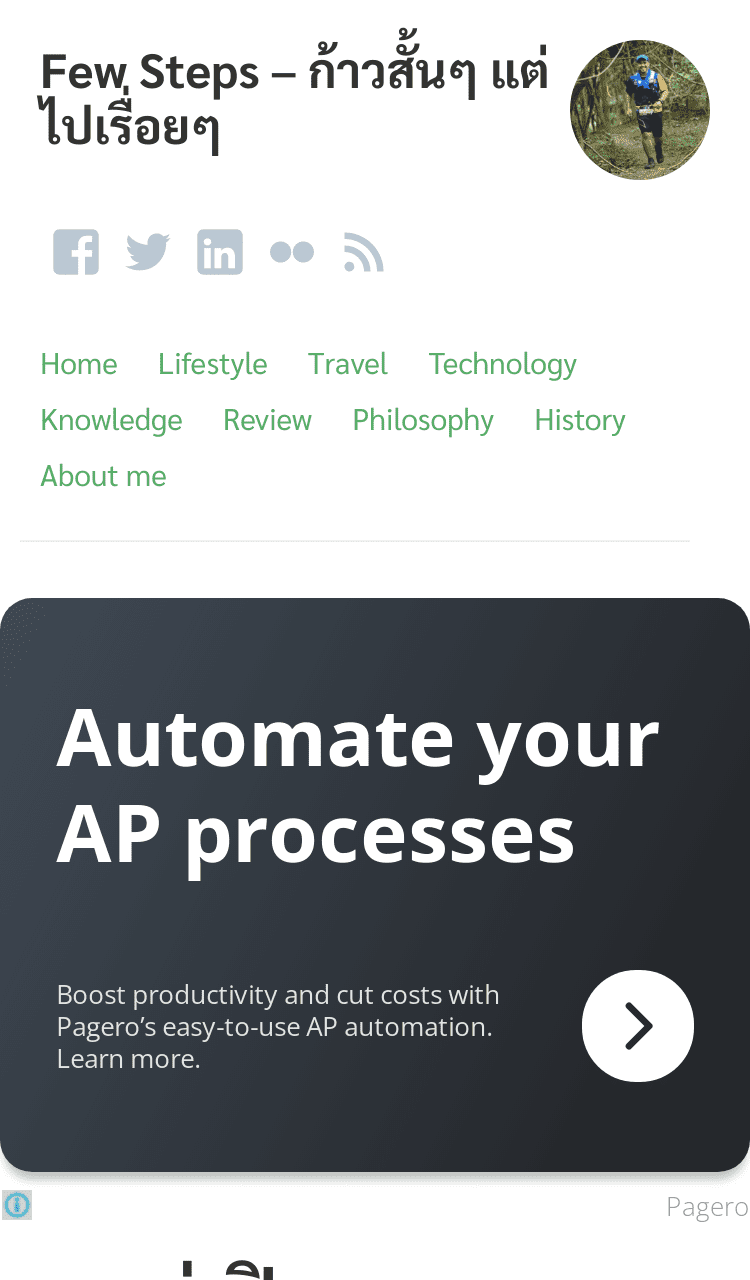 Few Steps – ก้าวสั้นๆ แต่
ไปเรื่อยๆ
Home Lifestyle Travel Technology
Knowledge Review Philosophy History
About me
Automate your
AP processes
Boost productivity and cut costs with
Pagero’s easy-to-use AP automation.
Learn more.
Pagero